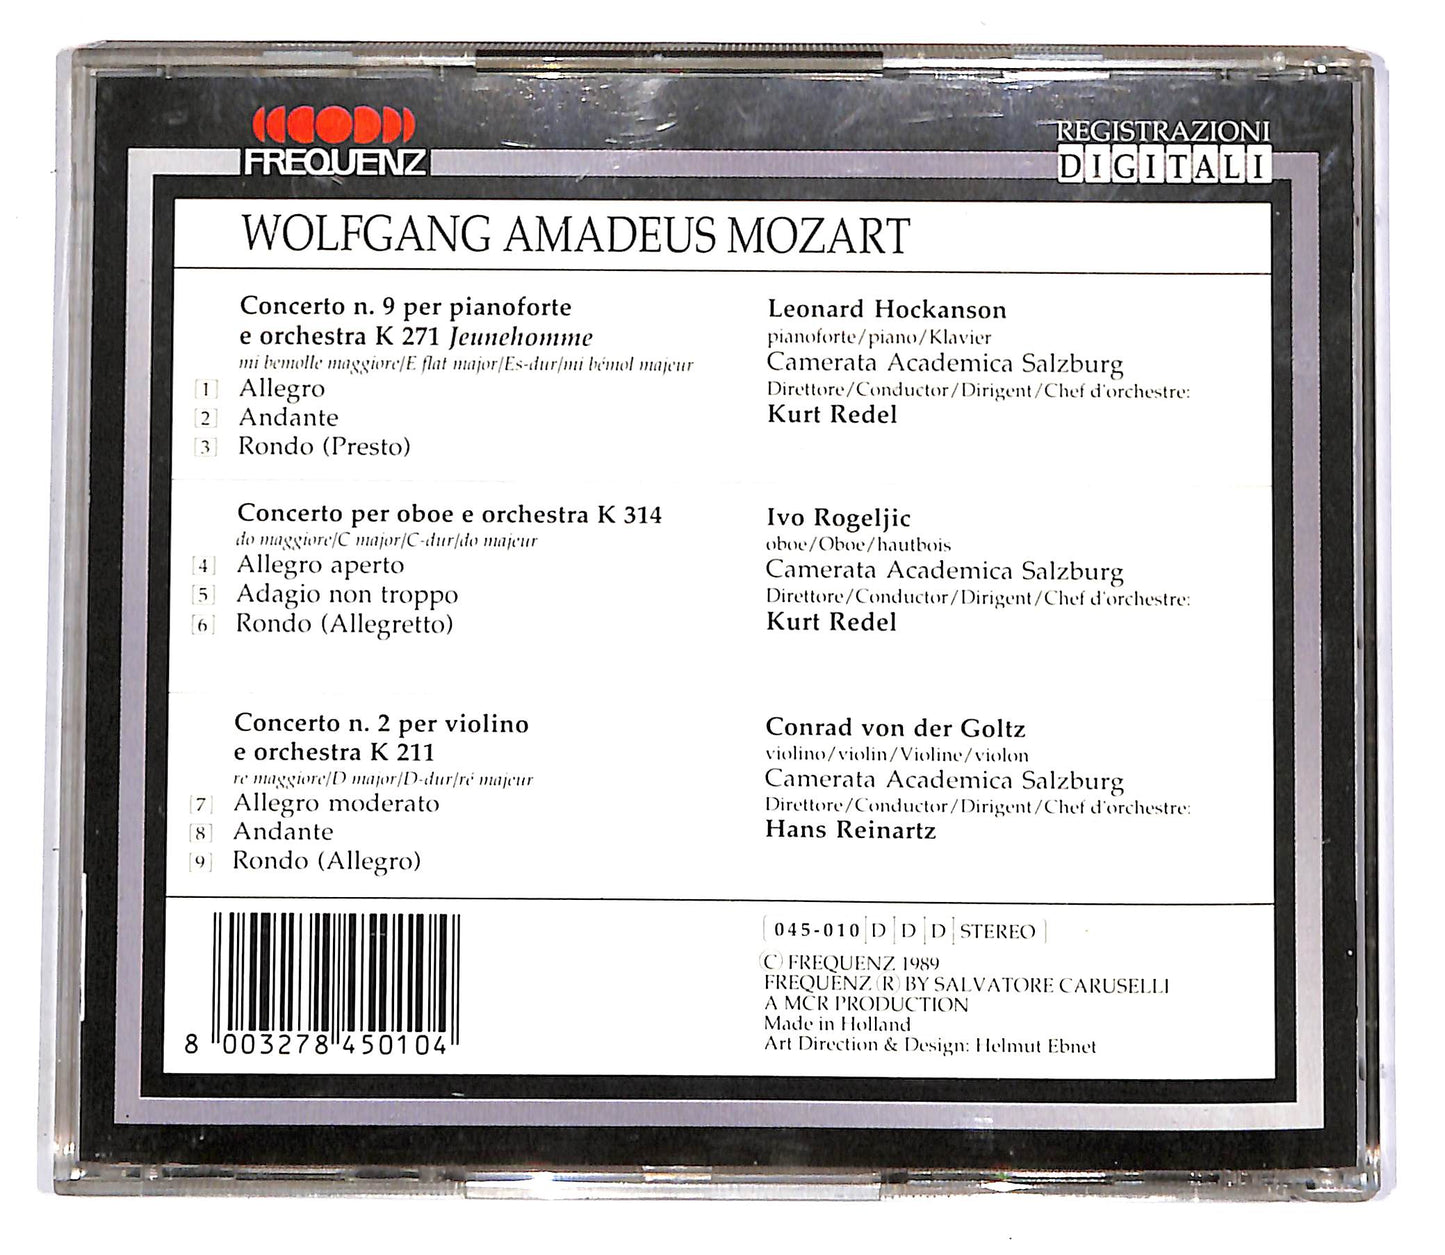 FREQUENZ
REGISTRAZIONI
DIGITALI
WOLFGANG AMADEUS MOZART
Concerto n. 9 per pianoforte
e orchestra K 271 Jeunehomme
mi bemolle maggiore/E flat major/Es-dur/mi bémol majeur
[1] Allegro
[2] Andante
[3] Rondo (Presto)
Leonard Hockanson
pianoforte/piano/Klavier
Camerata Academica Salzburg
Direttore/Conductor/Dirigent/Chef d'orchestre:
Kurt Redel
Concerto per oboe e orchestra K 314
do maggiore/C major/C-dur/do majeur
[4] Allegro aperto
[5] Adagio non troppo
[6] Rondo (Allegretto)
Ivo Rogeljic
oboe/Oboe/hautbois
Camerata Academica Salzburg
Direttore/Conductor/Dirigent/Chef d'orchestre:
Kurt Redel
Concerto n. 2 per violino
e orchestra K 211
re maggiore/D major/D-dur/ré majeur
[7] Allegro moderato
[8] Andante
[9] Rondo (Allegro)
Conrad von der Goltz
violino/violin/Violine/violon
Camerata Academica Salzburg
Direttore/Conductor/Dirigent/Chef d'orchestre:
Hans Reinartz
8 003278 450104
045-010 D D D STEREO
(C) FREQUENZ 1989
FREQUENZ (R) BY SALVATORE CARUSELLI
A MCR PRODUCTION
Made in Holland
Art Direction & Design: Helmut Ebnet